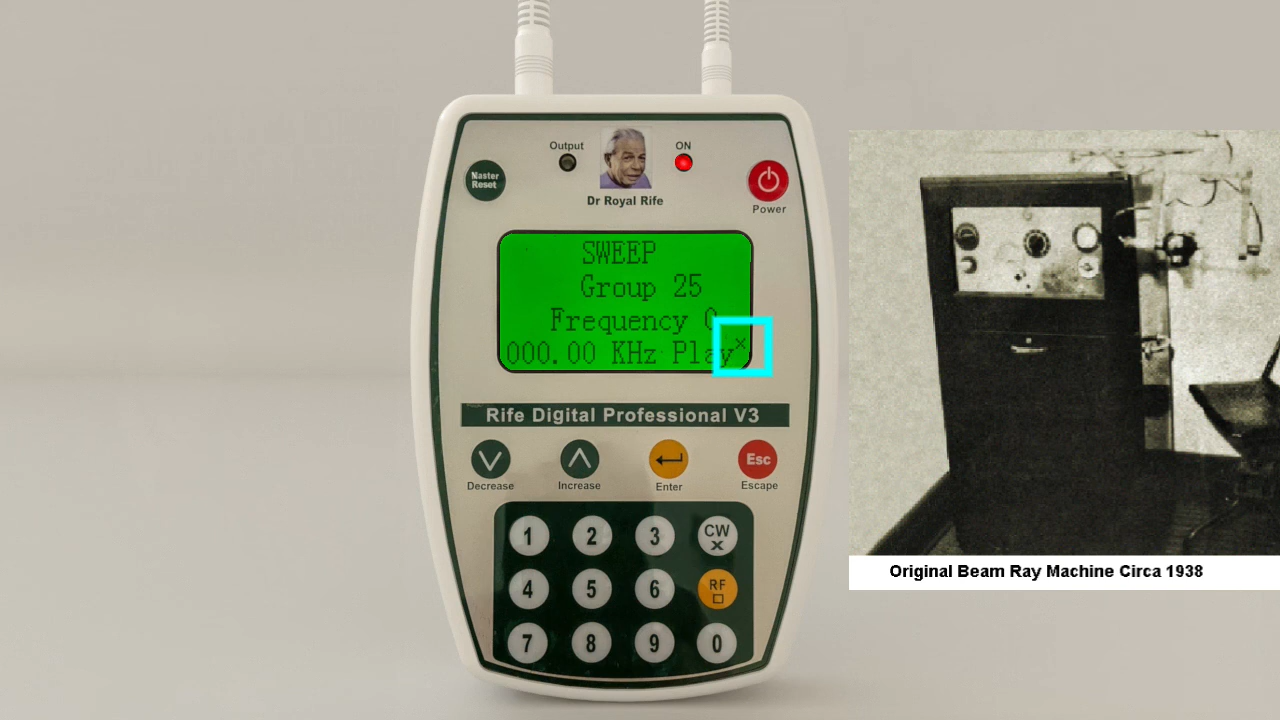 Output
ON
Master
Reset
Dr Royal Rife
Power
SWEEP
Group 25
Frequency 0
000.00 KHz Play×
Rife Digital Professional V3
Esc
Decrease
Increase
Enter
Escape
1 2 3 CW
x
4 5 6 RF
7 8 9 0
Original Beam Ray Machine Circa 1938